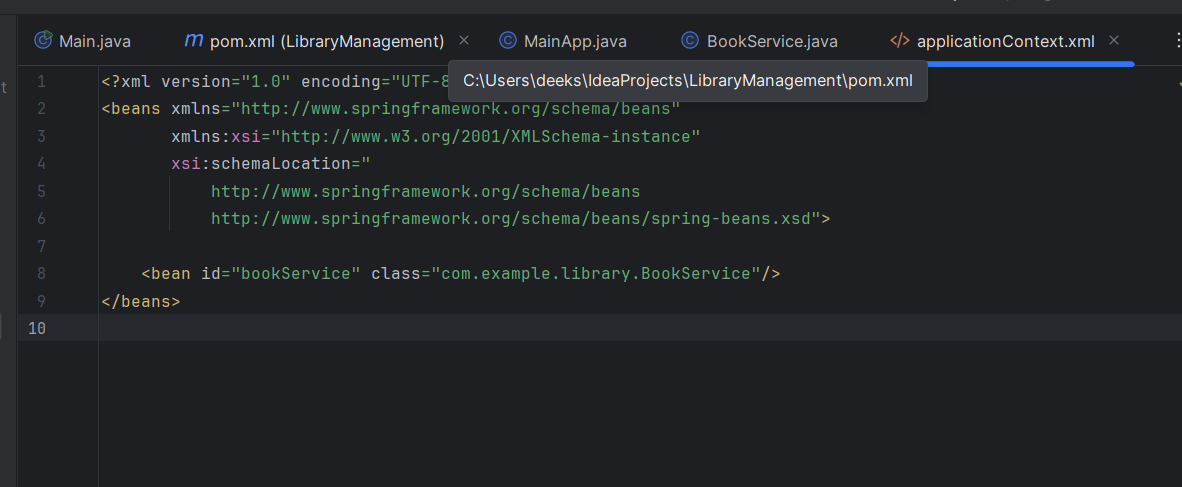 Main.java pom.xml (LibraryManagement) MainApp.java BookService.java applicationContext.xml
C:\Users\deeks\IdeaProjects\LibraryManagement\pom.xml
1 <?xml version="1.0" encoding="UTF-8
2 <beans xmlns="http://www.springframework.org/schema/beans"
3 xmlns:xsi="http://www.w3.org/2001/XMLSchema-instance"
4 xsi:schemaLocation="
5 http://www.springframework.org/schema/beans
6 http://www.springframework.org/schema/beans/spring-beans.xsd">
7
8 <bean id="bookService" class="com.example.library.BookService"/>
9 </beans>
10